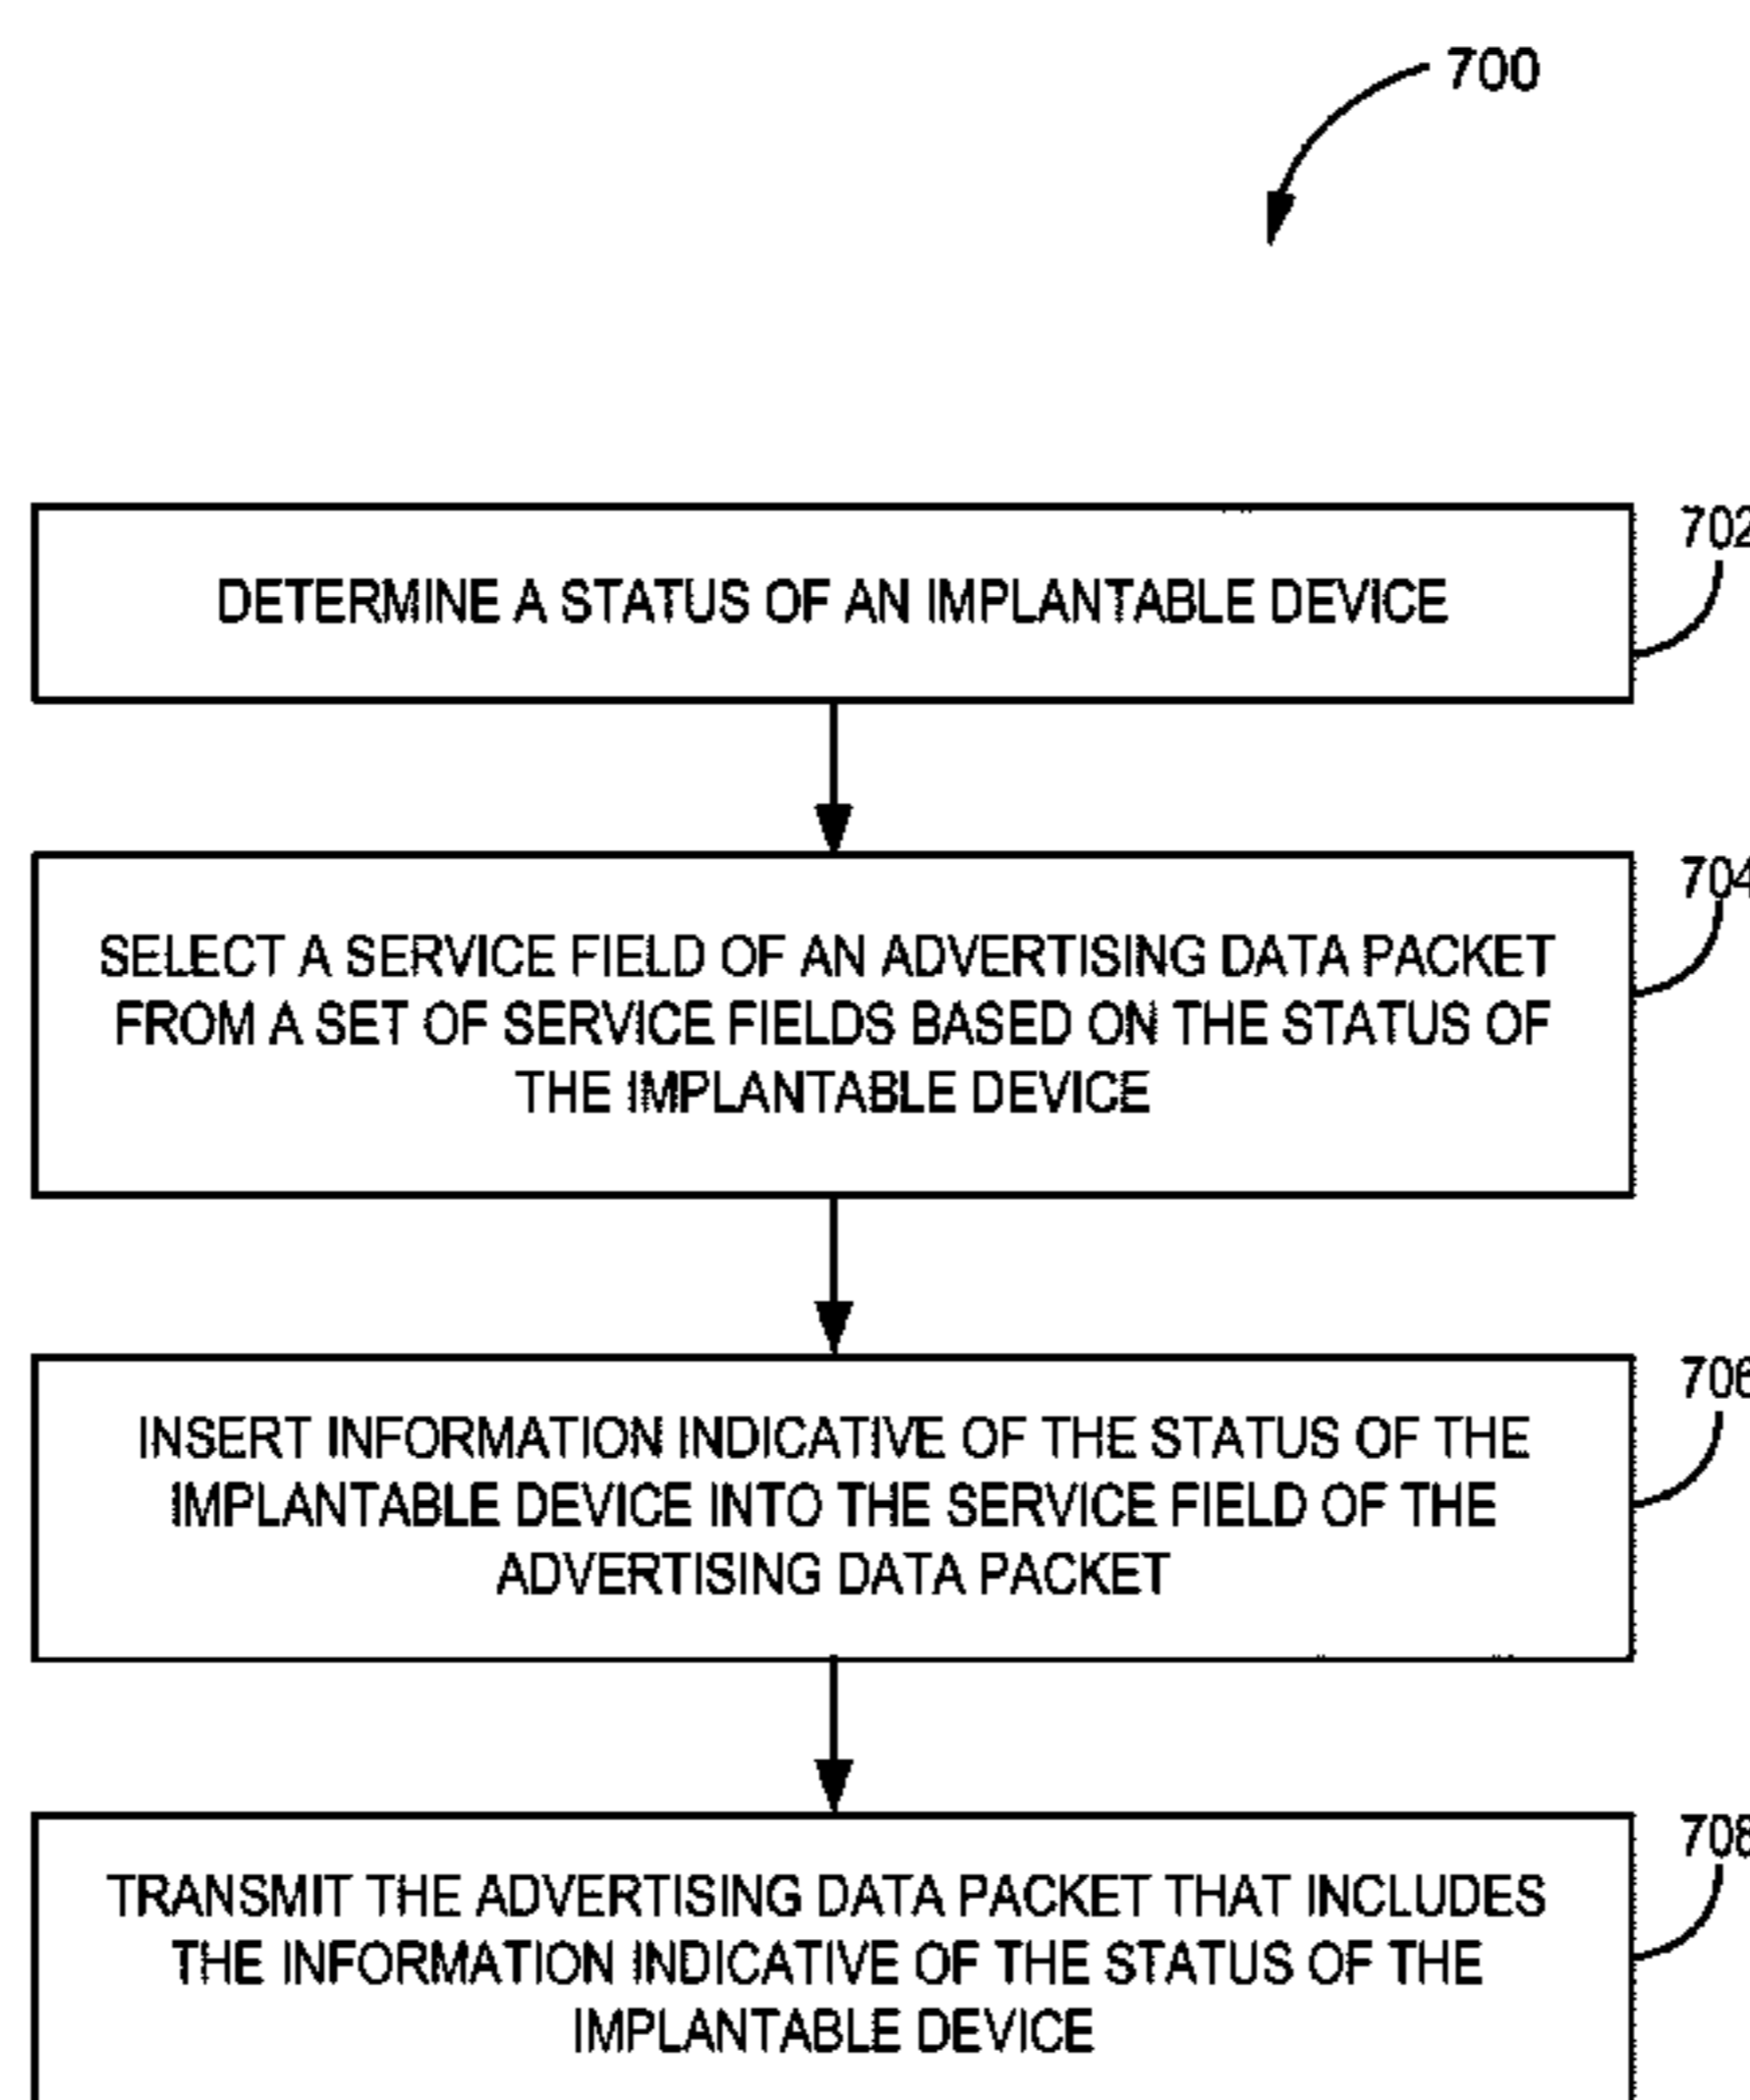 700
702
DETERMINE A STATUS OF AN IMPLANTABLE DEVICE
704
SELECT A SERVICE FIELD OF AN ADVERTISING DATA PACKET
FROM A SET OF SERVICE FIELDS BASED ON THE STATUS OF
THE IMPLANTABLE DEVICE
706
INSERT INFORMATION INDICATIVE OF THE STATUS OF THE
IMPLANTABLE DEVICE INTO THE SERVICE FIELD OF THE
ADVERTISING DATA PACKET
708
TRANSMIT THE ADVERTISING DATA PACKET THAT INCLUDES
THE INFORMATION INDICATIVE OF THE STATUS OF THE
IMPLANTABLE DEVICE